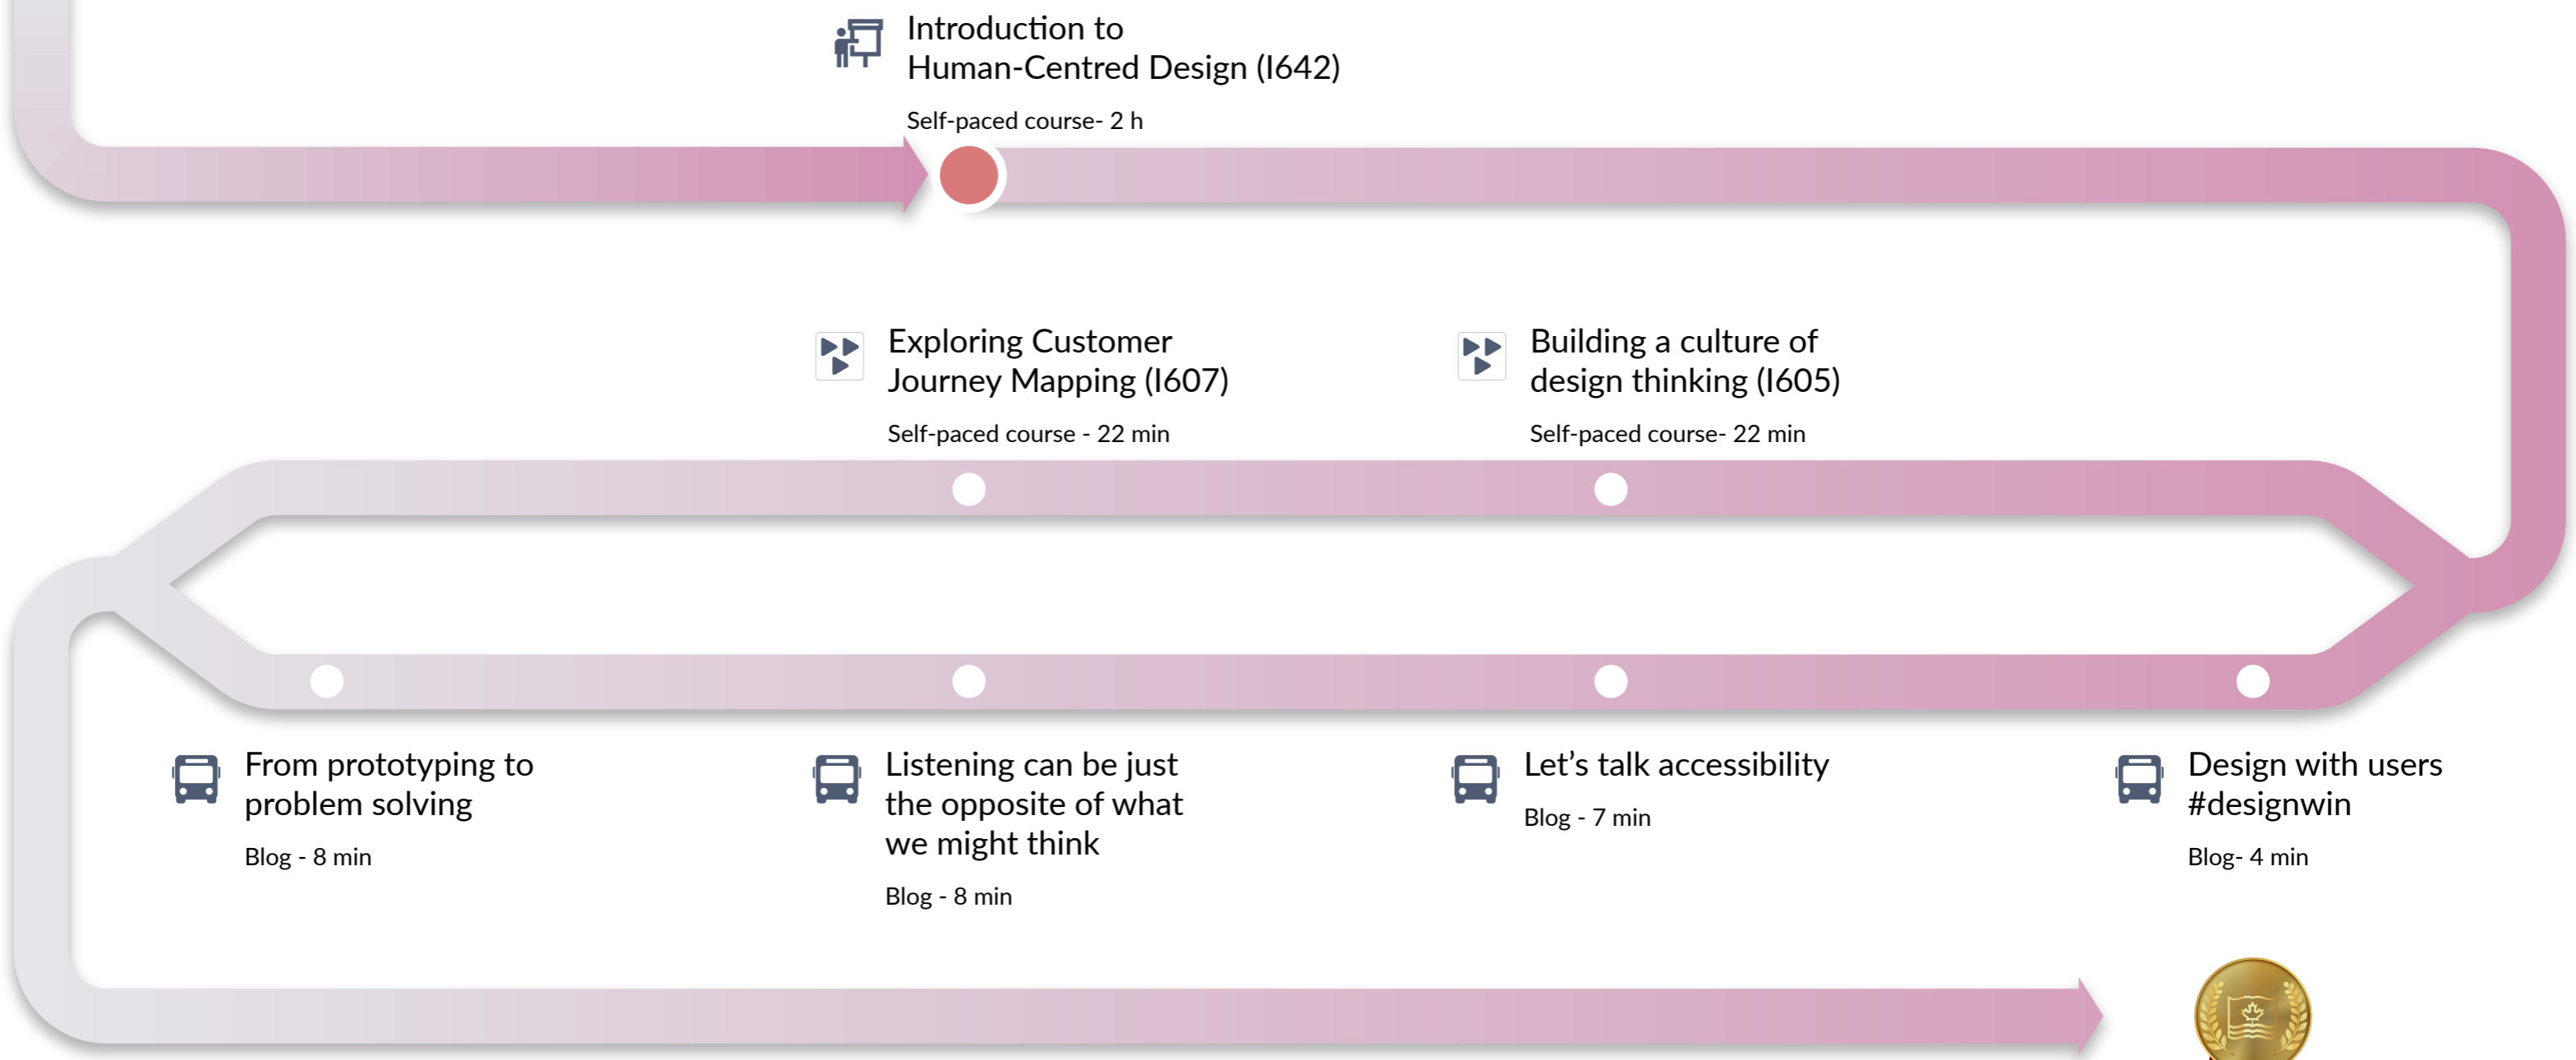 Introduction to
Human-Centred Design (I642)
Self-paced course- 2 h
Exploring Customer
Journey Mapping (I607)
Self-paced course - 22 min
Building a culture of
design thinking (I605)
Self-paced course- 22 min
From prototyping to
problem solving
Blog - 8 min
Listening can be just
the opposite of what
we might think
Blog - 8 min
Let’s talk accessibility
Blog - 7 min
Design with users
#designwin
Blog- 4 min